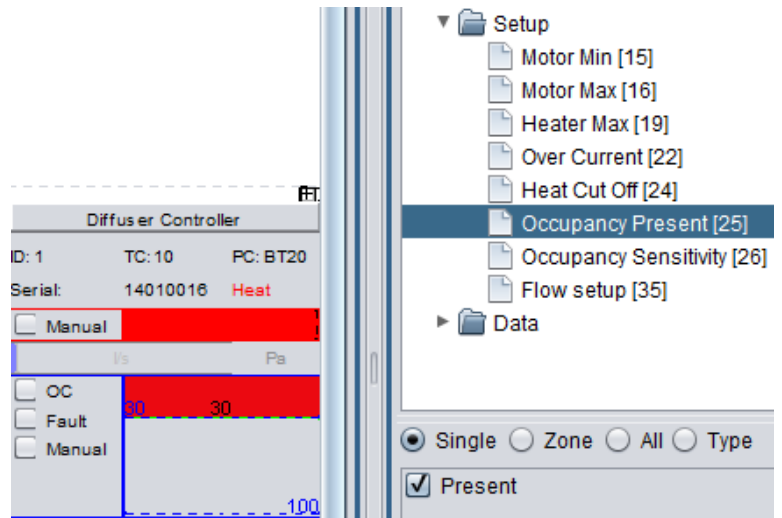 Diffuser Controller
ID: 1 TC: 10 PC: BT20
Serial: 14010016 Heat
Manual
l/s Pa
OC
30 30
Fault
Manual
100
Setup
Motor Min [15]
Motor Max [16]
Heater Max [19]
Over Current [22]
Heat Cut Off [24]
Occupancy Present [25]
Occupancy Sensitivity [26]
Flow setup [35]
Data
Single Zone All Type
Present